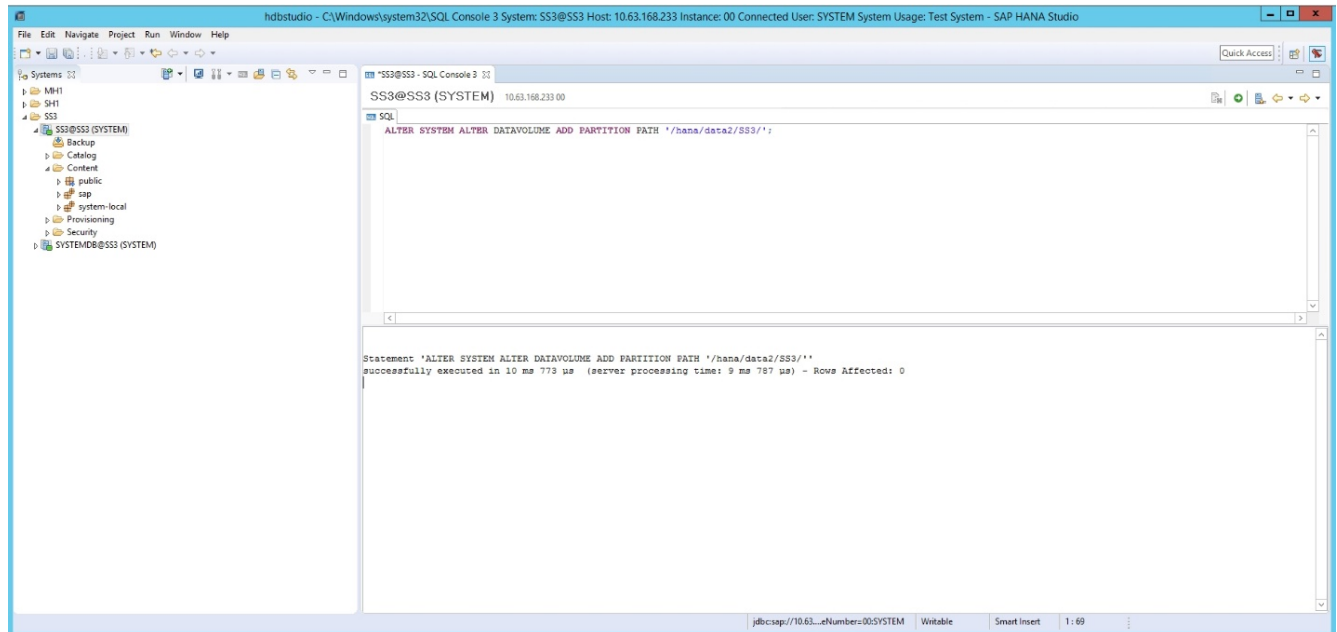 hdbstudio - C:\Windows\system32\SQL Console 3 System: SS3@SS3 Host: 10.63.168.233 Instance: 00 Connected User: SYSTEM System Usage: Test System - SAP HANA Studio
File Edit Navigate Project Run Window Help
Quick Access
Systems
*SS3@SS3 - SQL Console 3
MH1
SH1
SS3
SS3@SS3 (SYSTEM)
Backup
Catalog
Content
public
sap
system-local
Provisioning
Security
SYSTEMDB@SS3 (SYSTEM)
SS3@SS3 (SYSTEM) 10.63.168.233 00
SQL
ALTER SYSTEM ALTER DATAVOLUME ADD PARTITION PATH '/hana/data2/SS3/';
Statement 'ALTER SYSTEM ALTER DATAVOLUME ADD PARTITION PATH '/hana/data2/SS3/''
successfully executed in 10 ms 773 µs (server processing time: 9 ms 787 µs) - Rows Affected: 0
jdbc:sap://10.63....eNumber=00:SYSTEM Writable Smart Insert 1 : 69